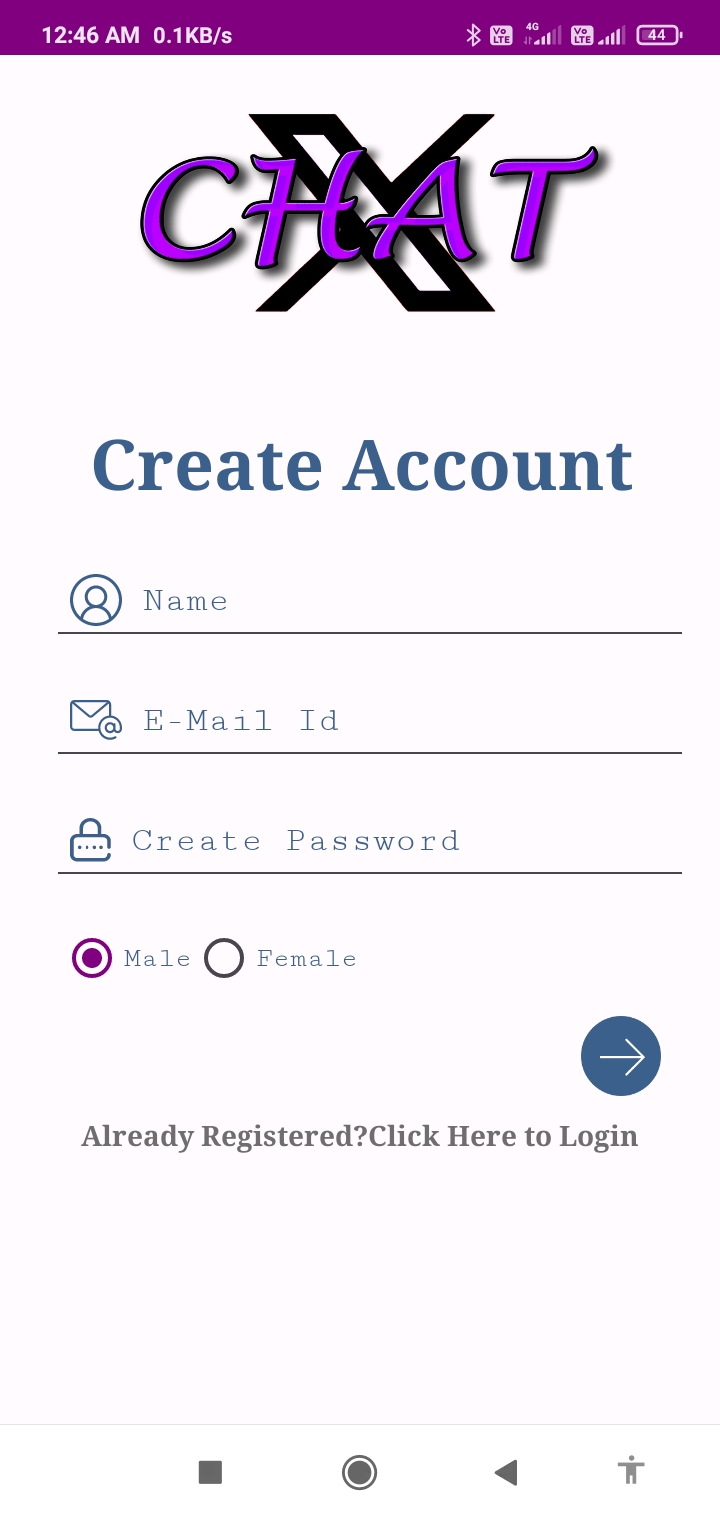 12:46 AM 0.1KB/s Vo LTE 4G Vo LTE 44
X
CHAT
Create Account
Name
E-Mail Id
Create Password
Male Female
Already Registered?Click Here to Login